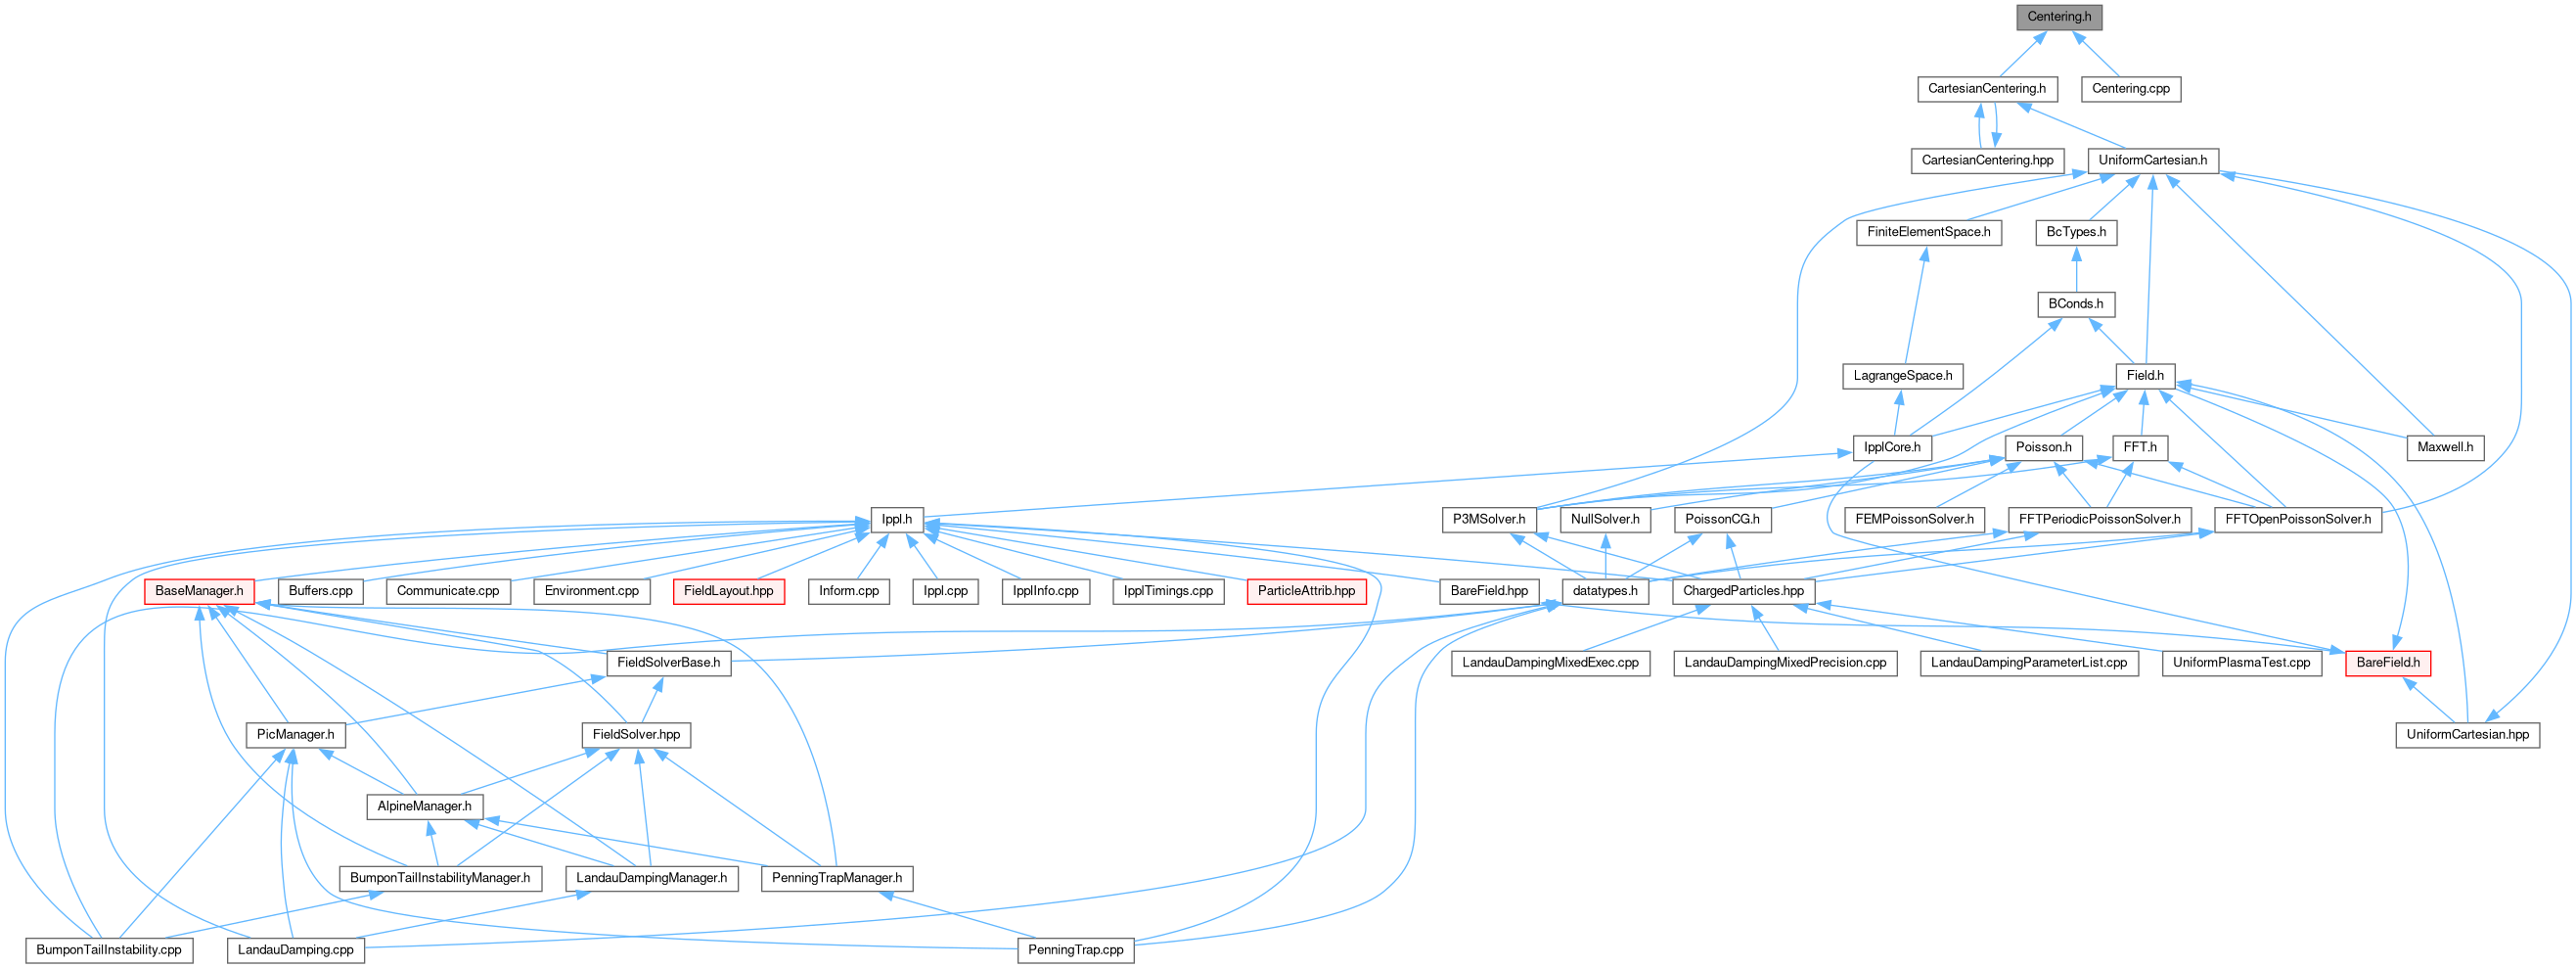 Centering.h
CartesianCentering.h
Centering.cpp
CartesianCentering.hpp
UniformCartesian.h
FiniteElementSpace.h
BcTypes.h
BConds.h
LagrangeSpace.h
Field.h
IpplCore.h
Poisson.h
FFT.h
Maxwell.h
Ippl.h
P3MSolver.h
NullSolver.h
PoissonCG.h
FEMPoissonSolver.h
FFTPeriodicPoissonSolver.h
FFTOpenPoissonSolver.h
BaseManager.h
Buffers.cpp
Communicate.cpp
Environment.cpp
FieldLayout.hpp
Inform.cpp
Ippl.cpp
IpplInfo.cpp
IpplTimings.cpp
ParticleAttrib.hpp
BareField.hpp
datatypes.h
ChargedParticles.hpp
FieldSolverBase.h
LandauDampingMixedExec.cpp
LandauDampingMixedPrecision.cpp
LandauDampingParameterList.cpp
UniformPlasmaTest.cpp
BareField.h
PicManager.h
FieldSolver.hpp
UniformCartesian.hpp
AlpineManager.h
BumponTailInstabilityManager.h
LandauDampingManager.h
PenningTrapManager.h
BumponTailInstability.cpp
LandauDamping.cpp
PenningTrap.cpp